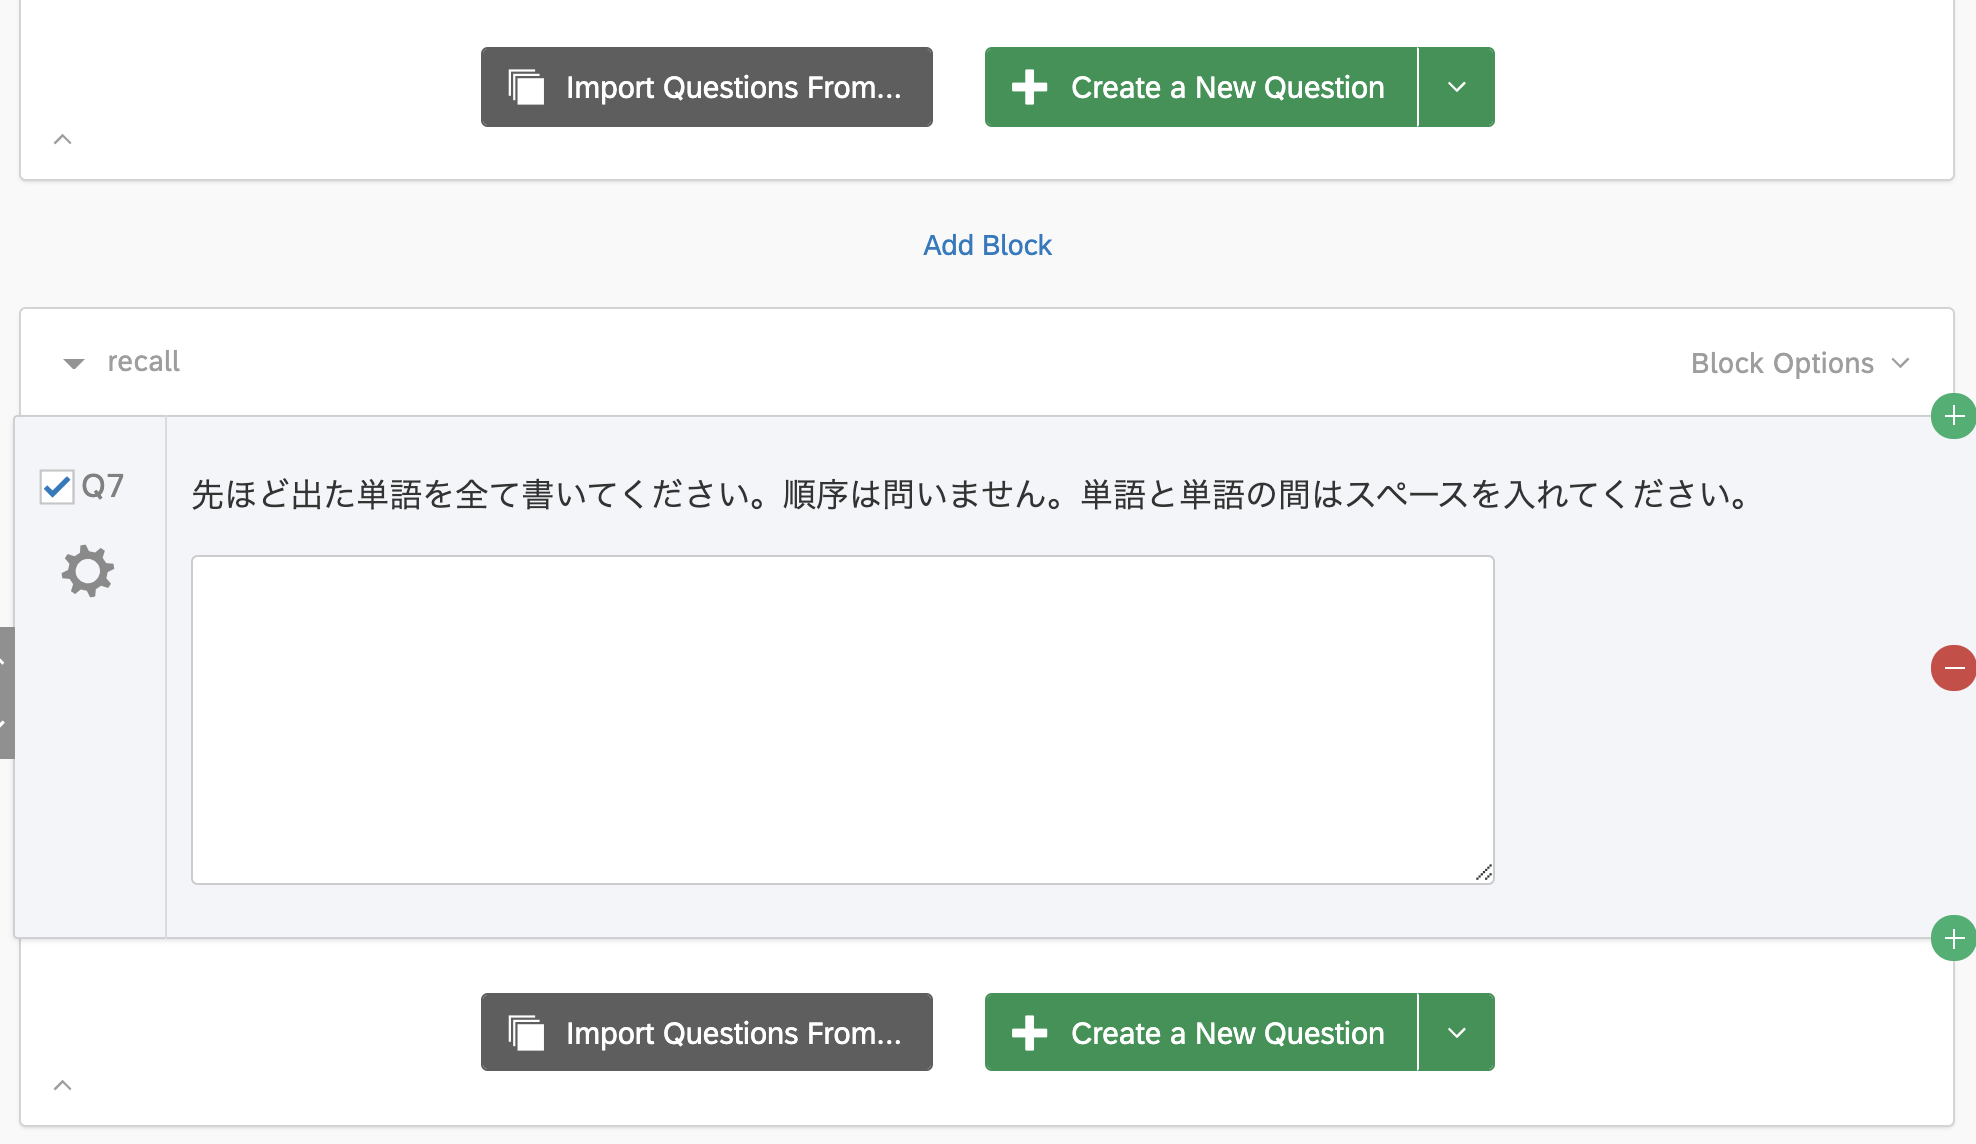 Import Questions From...
Create a New Question
Add Block
recall
Block Options
Q7
先ほど出た単語を全て書いてください。順序は問いません。単語と単語の間はスペースを入れてください。
Import Questions From...
Create a New Question